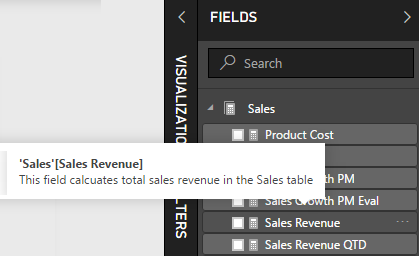 FIELDS
Search
VISUALIZATIO
LTERS
Sales
Product Cost
'Sales'[Sales Revenue]
This field calcuates total sales revenue in the Sales table
th PM
Sales Growth PM Eval
Sales Revenue
Sales Revenue QTD